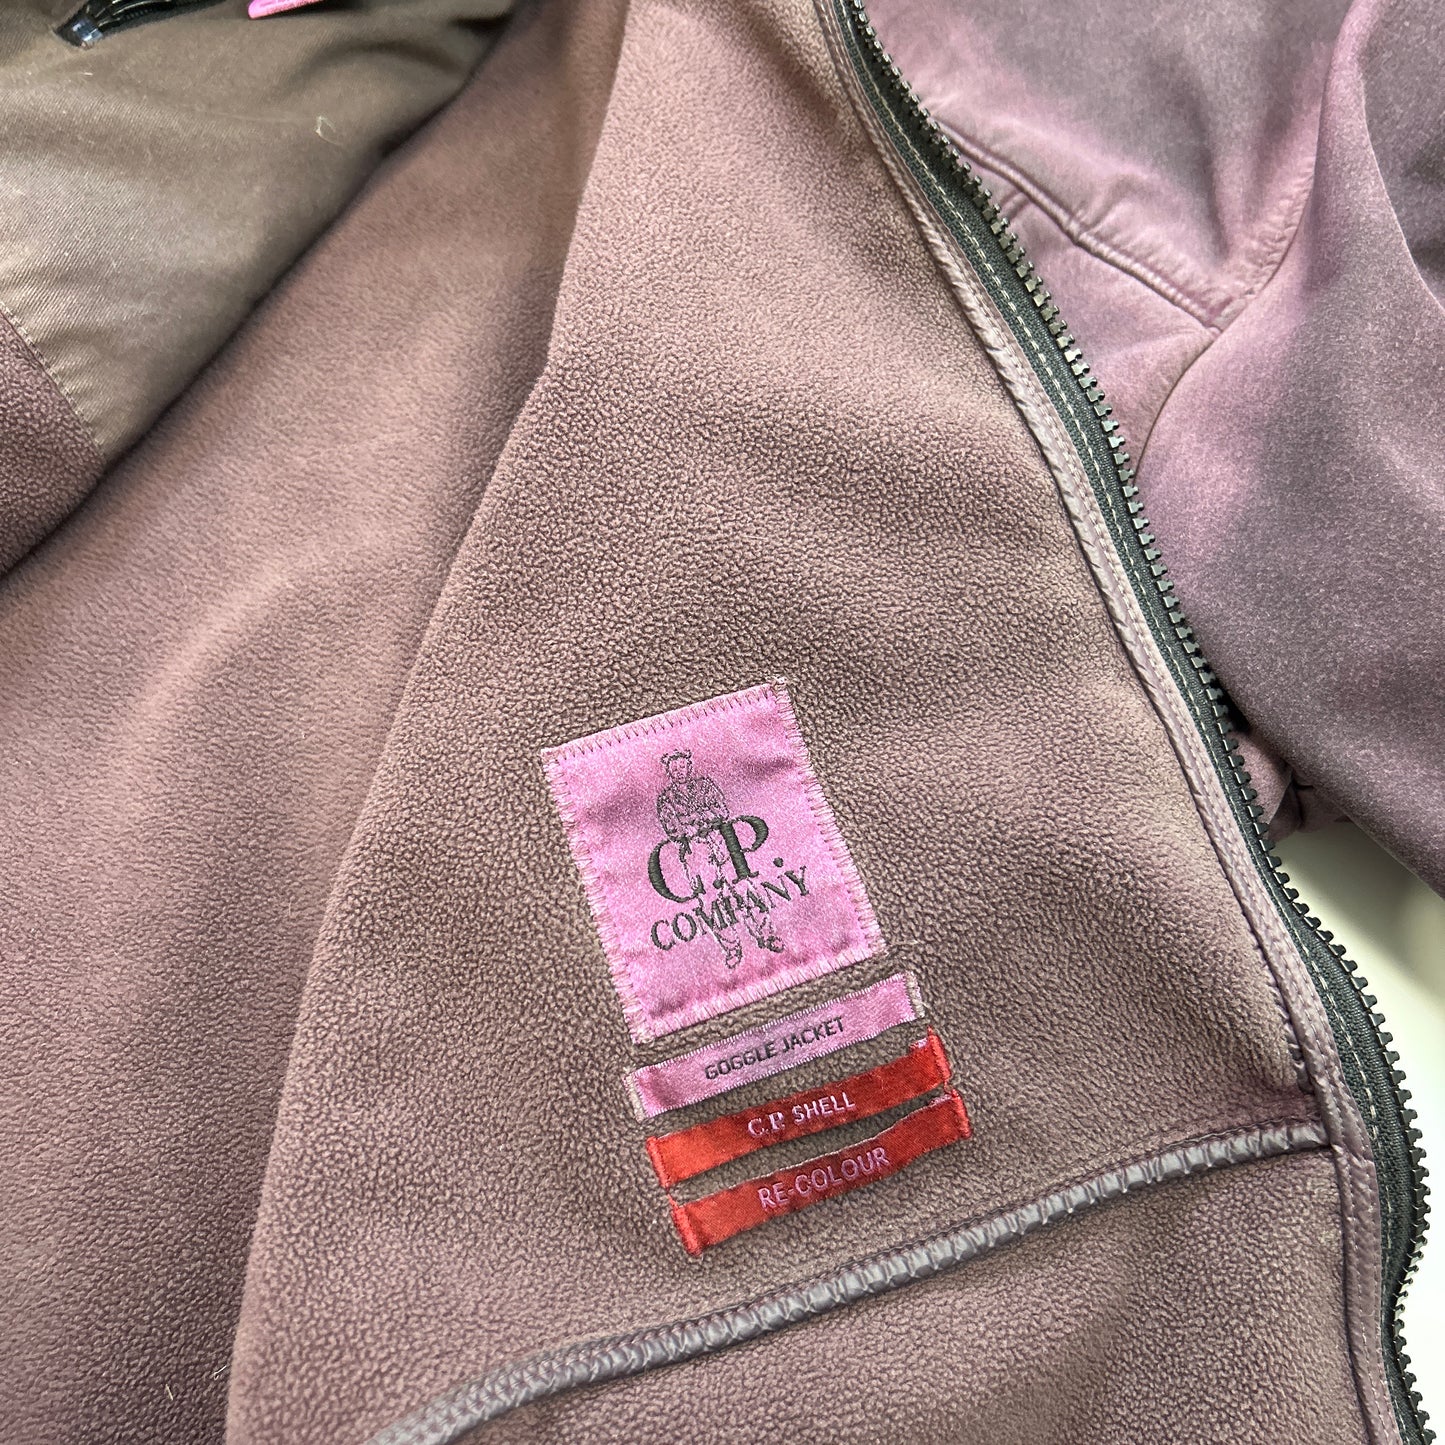 C.P.
COMPANY
GOGGLE JACKET
C.P. SHELL
RE-COLOUR